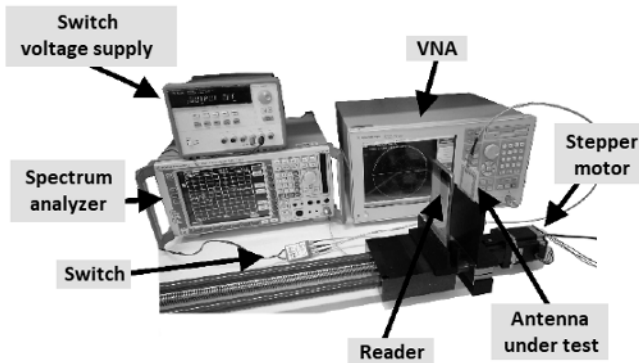 Switch
voltage supply
VNA
Stepper
motor
Spectrum
analyzer
Switch
Reader
Antenna
under test